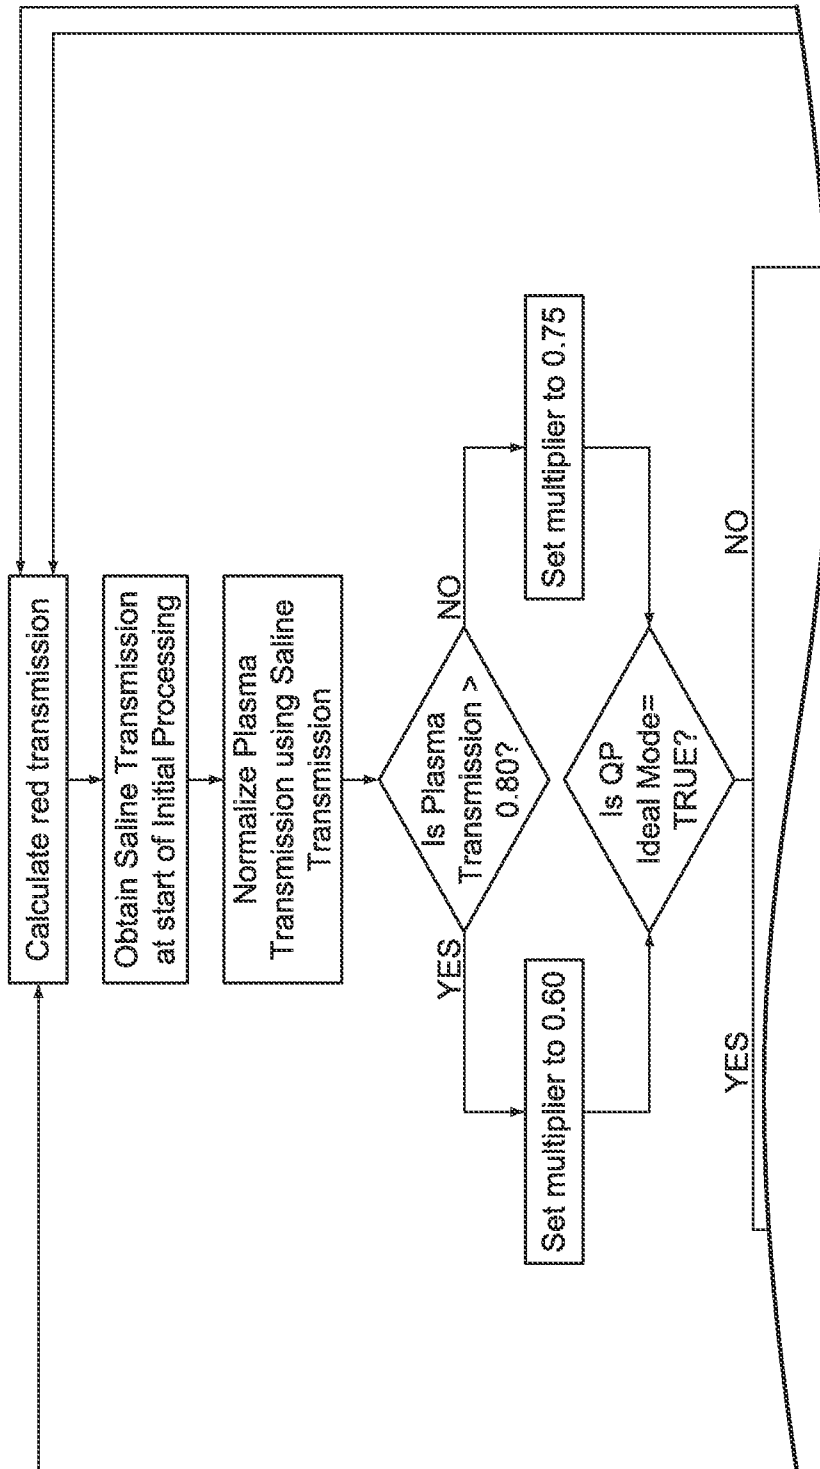 Calculate red transmission
Obtain Saline Transmission
at start of Initial Processing
Normalize Plasma
Transmission using Saline
Transmission
Is Plasma
Transmission >
0.80?
YES
NO
Set multiplier to 0.60
Set multiplier to 0.75
Is QP
Ideal Mode=
TRUE?
YES
NO